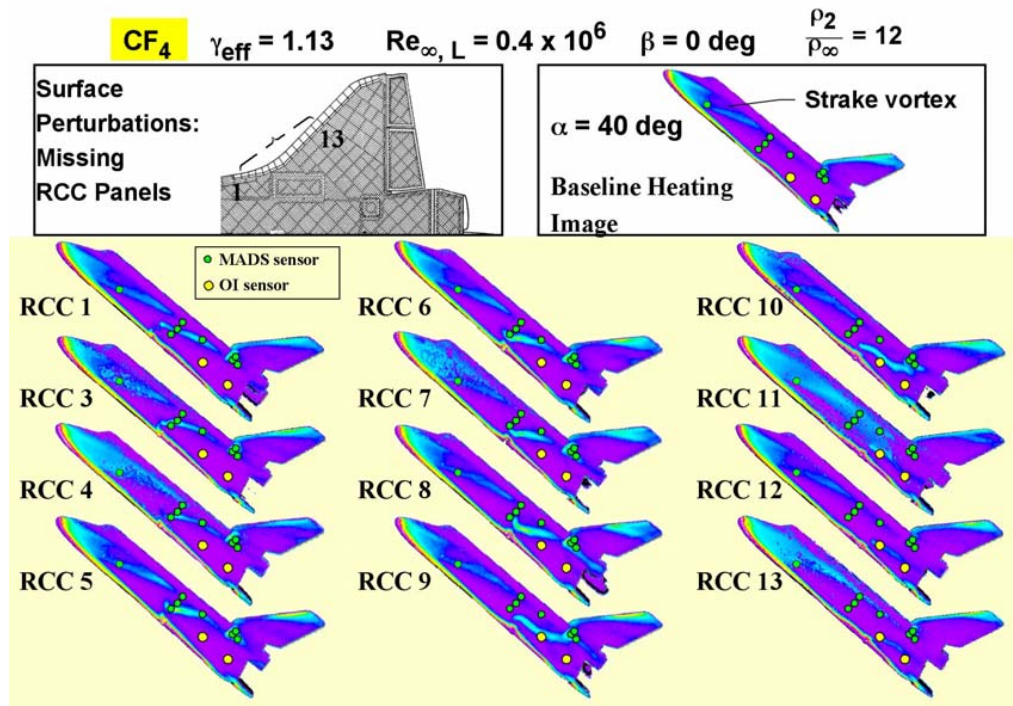 CF₄ γeff = 1.13 Re∞, L = 0.4 x 10⁶ β = 0 deg ρ₂/ρ∞ = 12
Surface
Perturbations:
Missing
RCC Panels
13
1
Strake vortex
α = 40 deg
Baseline Heating
Image
MADS sensor
OI sensor
RCC 1
RCC 3
RCC 4
RCC 5
RCC 6
RCC 7
RCC 8
RCC 9
RCC 10
RCC 11
RCC 12
RCC 13